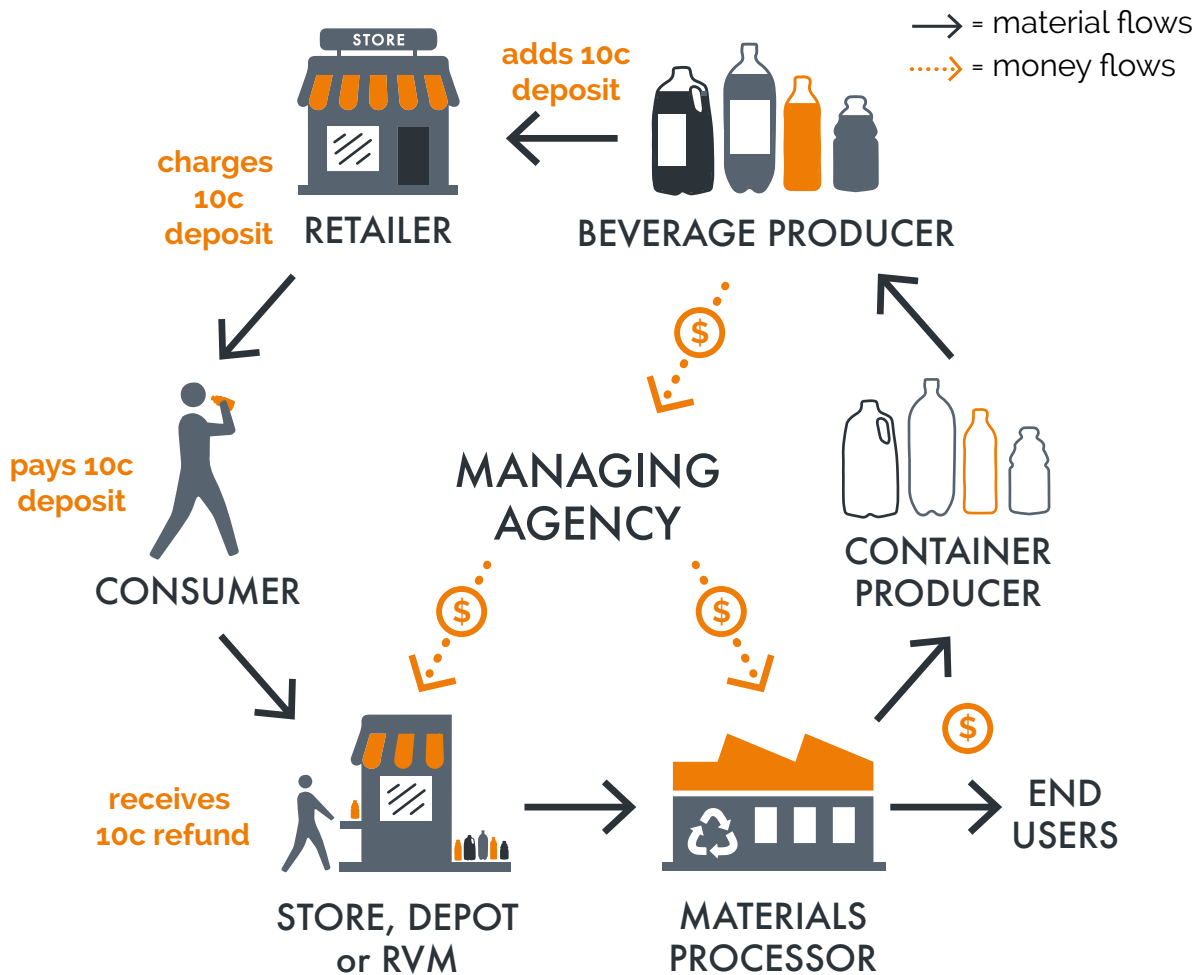 → = material flows
STORE
adds 10c
deposit
= money flows
charges
10c
deposit
RETAILER
BEVERAGE PRODUCER
$
pays 10c
deposit
MANAGING
AGENCY
CONSUMER
CONTAINER
PRODUCER
$
$
$
receives
10c refund
END
USERS
STORE, DEPOT
or RVM
MATERIALS
PROCESSOR